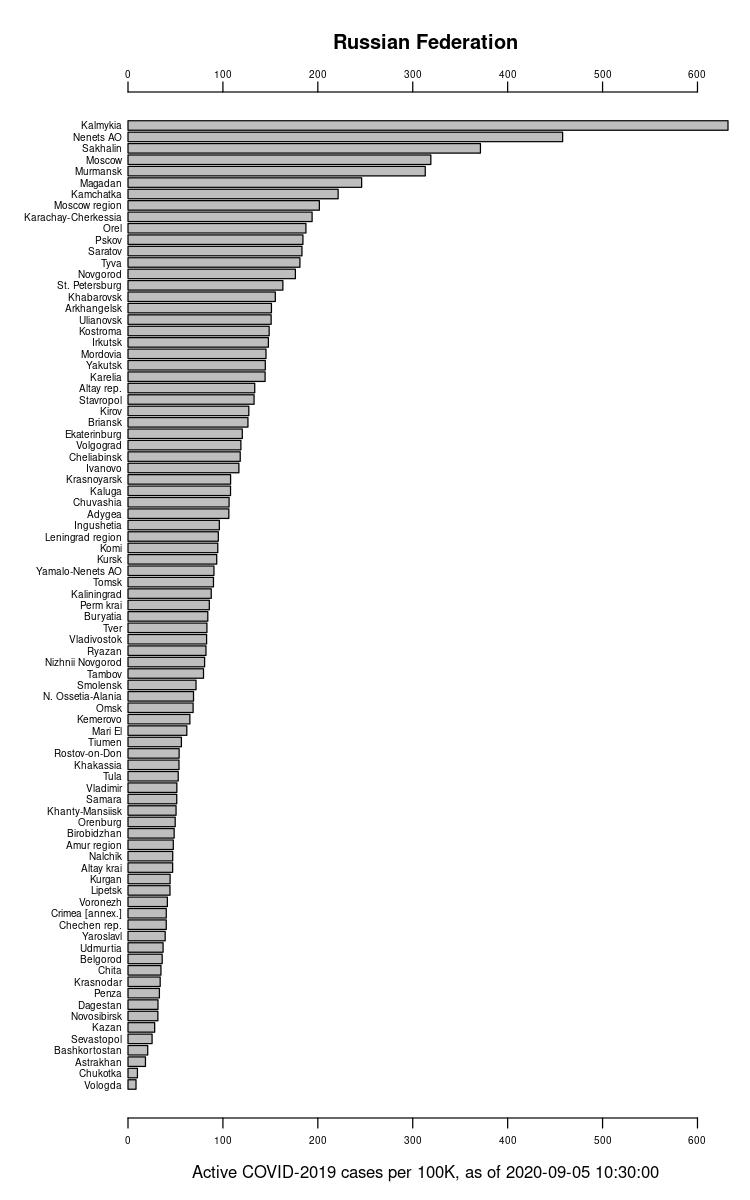 Russian Federation
0 100 200 300 400 500 600
Kalmykia
Nenets AO
Sakhalin
Moscow
Murmansk
Magadan
Kamchatka
Moscow region
Karachay-Cherkessia
Orel
Pskov
Saratov
Tyva
Novgorod
St. Petersburg
Khabarovsk
Arkhangelsk
Ulianovsk
Kostroma
Irkutsk
Mordovia
Yakutsk
Karelia
Altay rep.
Stavropol
Kirov
Briansk
Ekaterinburg
Volgograd
Cheliabinsk
Ivanovo
Krasnoyarsk
Kaluga
Chuvashia
Adygea
Ingushetia
Leningrad region
Komi
Kursk
Yamalo-Nenets AO
Tomsk
Kaliningrad
Perm krai
Buryatia
Tver
Vladivostok
Ryazan
Nizhnii Novgorod
Tambov
Smolensk
N. Ossetia-Alania
Omsk
Kemerovo
Mari El
Tiumen
Rostov-on-Don
Khakassia
Tula
Vladimir
Samara
Khanty-Mansiisk
Orenburg
Birobidzhan
Amur region
Nalchik
Altay krai
Kurgan
Lipetsk
Voronezh
Crimea [annex.]
Chechen rep.
Yaroslavl
Udmurtia
Belgorod
Chita
Krasnodar
Penza
Dagestan
Novosibirsk
Kazan
Sevastopol
Bashkortostan
Astrakhan
Chukotka
Vologda
0 100 200 300 400 500 600
Active COVID-2019 cases per 100K, as of 2020-09-05 10:30:00